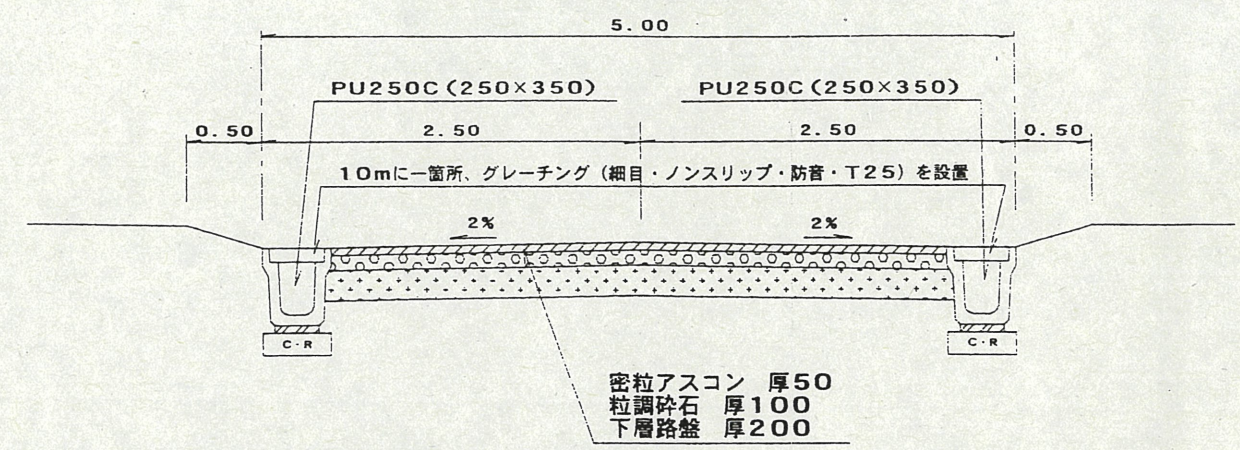 5.00
PU250C(250×350)
PU250C(250×350)
0.50
2.50
2.50
0.50
10mに一箇所、グレーチング(細目・ノンスリップ・防音・T25)を設置
2%
2%
C・R
C・R
密粒アスコン 厚50
粒調砕石 厚100
下層路盤 厚200